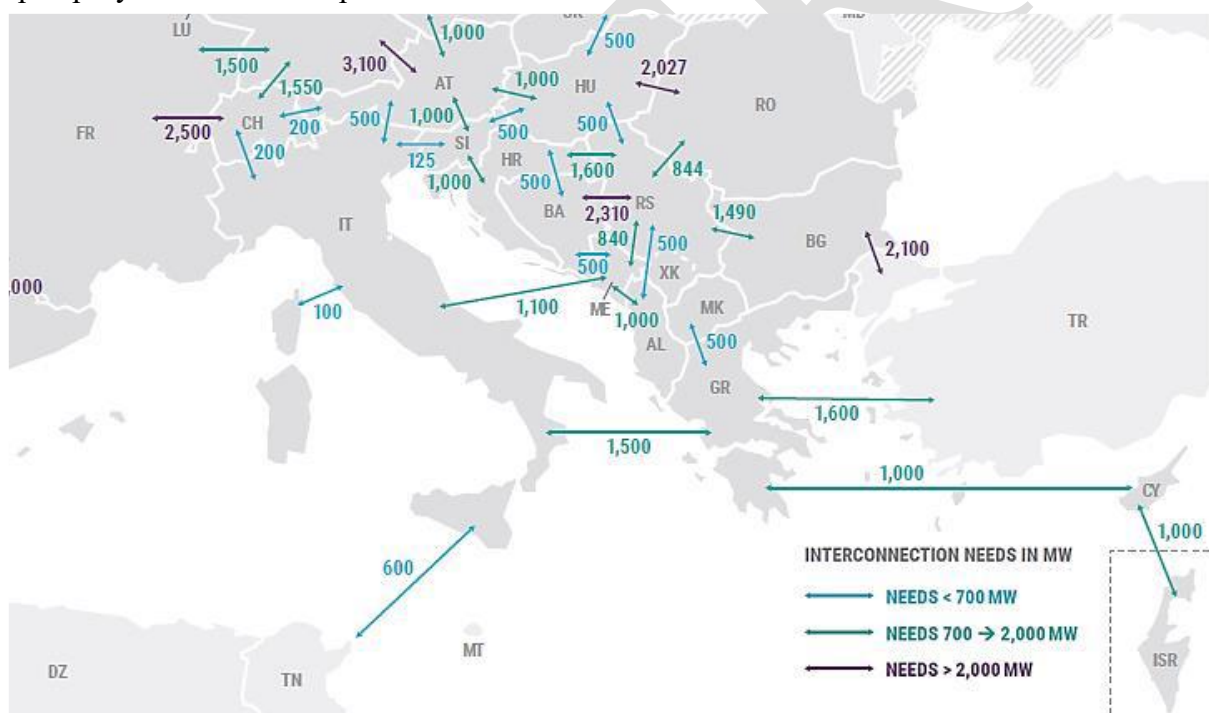 LU
1,500
1,550
3,100
1,000
SK
500
MD
AT
1,000
HU
2,027
RO
FR
2,500
CH
200
200
500
1,000
500
500
125
SI
HR
1,600
844
1,000
500
BA
2,310
RS
1,490
IT
840
500
BG
2,100
500
XK
,000
100
1,100
ME
1,000
MK
TR
AL
500
GR
1,600
1,500
1,000
CY
1,000
600
INTERCONNECTION NEEDS IN MW
NEEDS < 700 MW
NEEDS 700 → 2,000 MW
NEEDS > 2,000 MW
MT
DZ
TN
ISR